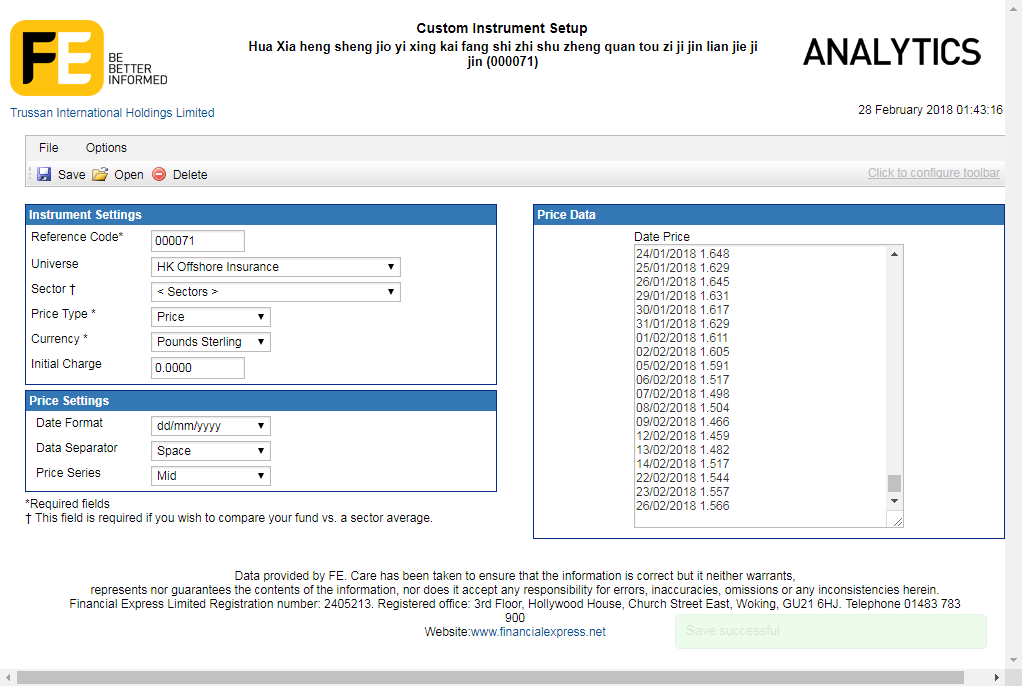 FE
BE
BETTER
INFORMED
Custom Instrument Setup
Hua Xia heng sheng jio yi xing kai fang shi zhi shu zheng quan tou zi ji jin lian jie ji
jin (000071)
ANALYTICS
Trussan International Holdings Limited
28 February 2018 01:43:16
File Options
Save Open Delete Click to configure toolbar
Instrument Settings
Reference Code* 000071
Universe HK Offshore Insurance
Sector † < Sectors >
Price Type * Price
Currency * Pounds Sterling
Initial Charge 0.0000
Price Settings
Date Format dd/mm/yyyy
Data Separator Space
Price Series Mid
*Required fields
† This field is required if you wish to compare your fund vs. a sector average.
Price Data
Date Price
24/01/2018 1.648
25/01/2018 1.629
26/01/2018 1.645
29/01/2018 1.631
30/01/2018 1.617
31/01/2018 1.629
01/02/2018 1.611
02/02/2018 1.605
05/02/2018 1.591
06/02/2018 1.517
07/02/2018 1.498
08/02/2018 1.504
09/02/2018 1.466
12/02/2018 1.459
13/02/2018 1.482
14/02/2018 1.517
22/02/2018 1.544
23/02/2018 1.557
26/02/2018 1.566
Data provided by FE. Care has been taken to ensure that the information is correct but it neither warrants,
represents nor guarantees the contents of the information, nor does it accept any responsibility for errors, inaccuracies, omissions or any inconsistencies herein.
Financial Express Limited Registration number: 2405213. Registered office: 3rd Floor, Hollywood House, Church Street East, Woking, GU21 6HJ. Telephone 01483 783
900
Website:www.financialexpress.net
Save successful